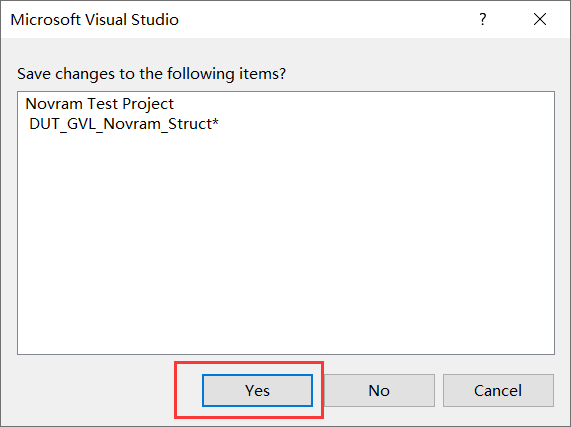 Microsoft Visual Studio
?
Save changes to the following items?
Novram Test Project
DUT_GVL_Novram_Struct*
Yes
No
Cancel